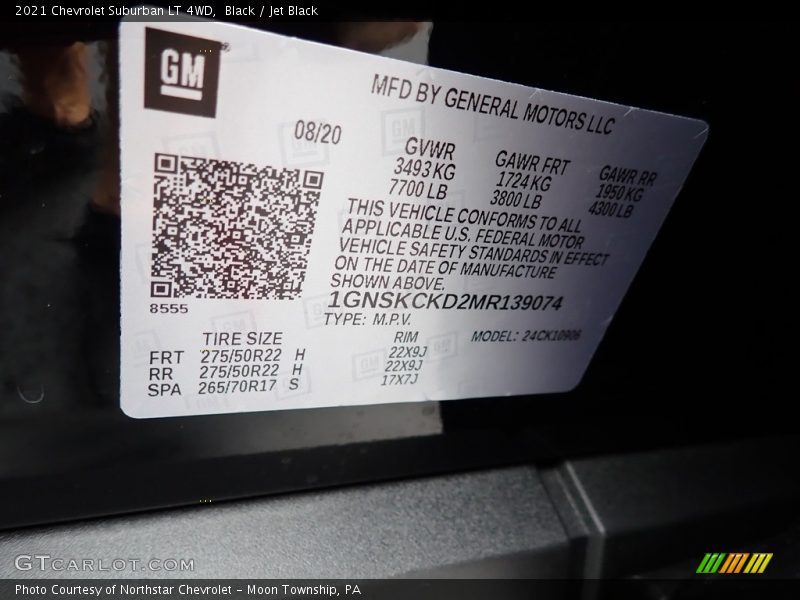 2021 Chevrolet Suburban LT 4WD, Black / Jet Black
GM®
MFD BY GENERAL MOTORS LLC
08/20
GVWR GAWR FRT GAWR RR
3493 KG 1724 KG 1950 KG
7700 LB 3800 LB 4300 LB
THIS VEHICLE CONFORMS TO ALL
APPLICABLE U.S. FEDERAL MOTOR
VEHICLE SAFETY STANDARDS IN EFFECT
ON THE DATE OF MANUFACTURE
SHOWN ABOVE.
8555
1GNSKCKD2MR139074
TYPE: M.P.V. MODEL: 24CK10906
TIRE SIZE RIM
FRT 275/50R22 H 22X9J
RR 275/50R22 H 22X9J
SPA 265/70R17 S 17X7J
GTCARLOT.COM
Photo Courtesy of Northstar Chevrolet - Moon Township, PA